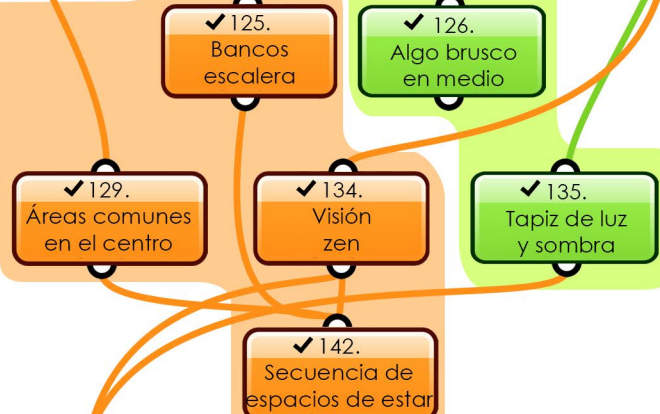 ✓125.
Bancos
escalera
✓ 126.
Algo brusco
en medio
✓129.
Áreas comunes
en el centro
✓134.
Visión
zen
✓135.
Tapiz de luz
y sombra
✓142.
Secuencia de
espacios de estar